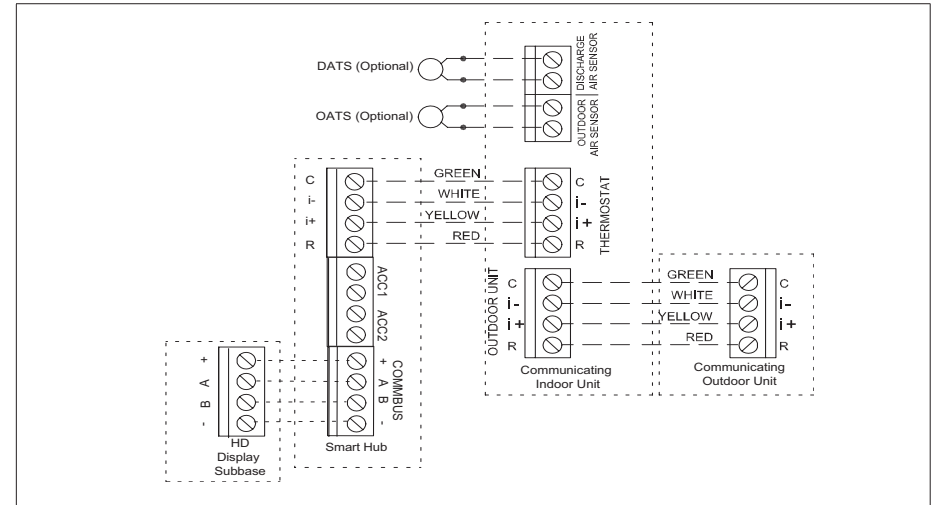 DATS (Optional)
DISCHARGE
AIR SENSOR
OATS (Optional)
OUTDOOR
AIR SENSOR
C
i-
i+
R
GREEN
WHITE
YELLOW
RED
C
i-
i+
R
THERMOSTAT
ACC1
ACC2
OUTDOOR UNIT
C
i-
i+
R
GREEN
WHITE
YELLOW
RED
C
i-
i+
R
Communicating
Indoor Unit
Communicating
Outdoor Unit
+
A
B
-
+
A
B
-
COMMBUS
HD
Display
Subbase
Smart Hub